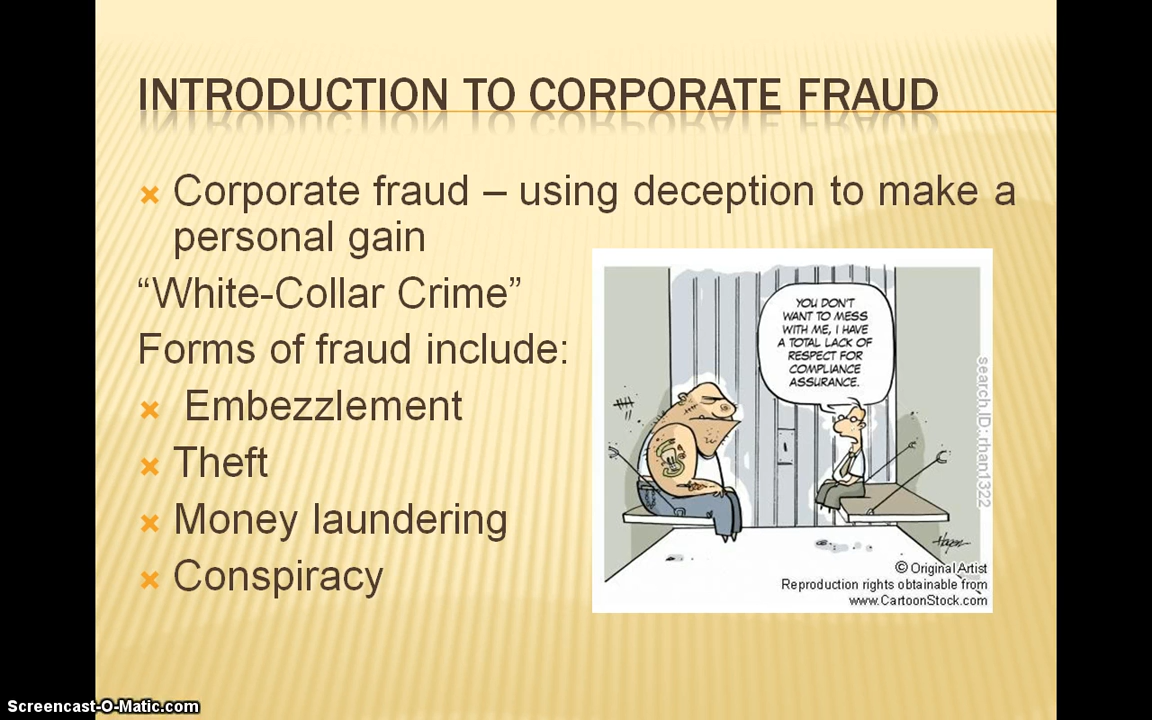 INTRODUCTION TO CORPORATE FRAUD
Corporate fraud – using deception to make a
personal gain
“White-Collar Crime”
Forms of fraud include:
Embezzlement
Theft
Money laundering
Conspiracy
YOU DON'T
WANT TO MESS
WITH ME, I HAVE
A TOTAL LACK OF
RESPECT FOR
COMPLIANCE
ASSURANCE.
search ID: rhan1322
Hagen
© Original Artist
Reproduction rights obtainable from
www.CartoonStock.com
Screencast-O-Matic.com